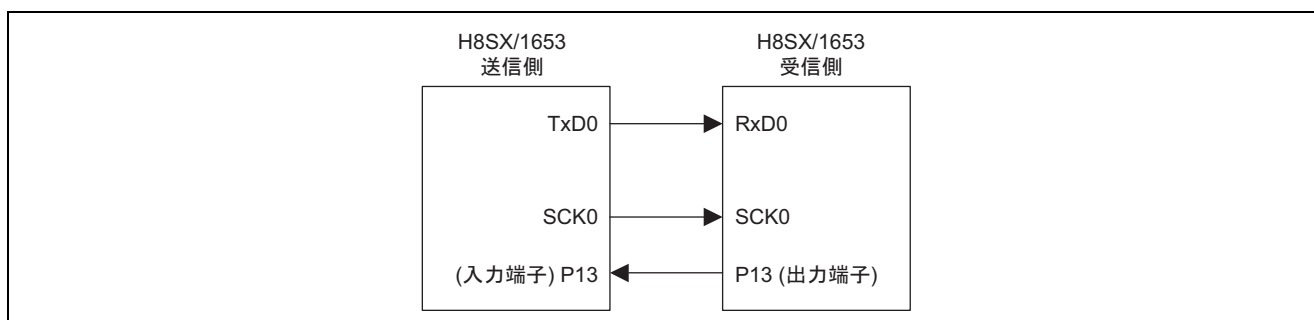 H8SX/1653
送信側
H8SX/1653
受信側
TxD0
RxD0
SCK0
SCK0
(入力端子) P13
P13 (出力端子)